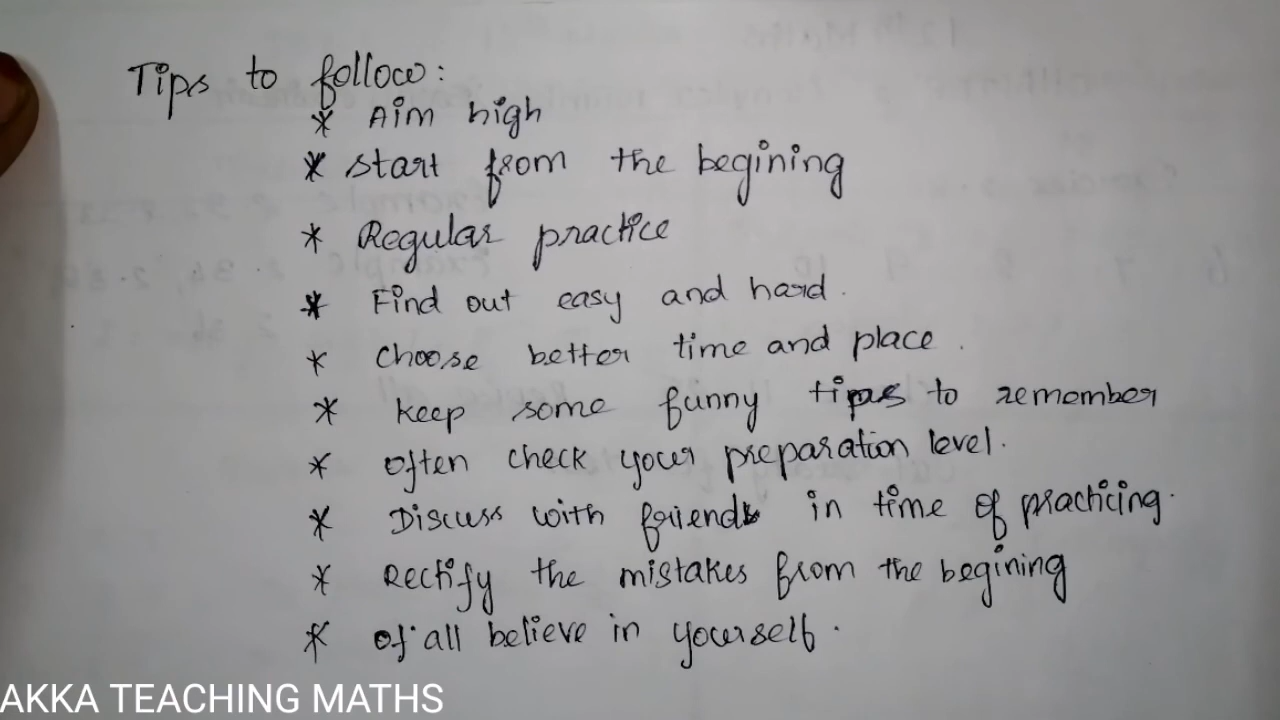 Tips to follow:
* Aim high
* start from the begining
* Regular practice
* Find out easy and hard.
* choose better time and place.
* keep some funny tips to remember
* often check your preparation level.
* Discuss with friends in time of practicing.
* Rectify the mistakes from the begining
* of all believe in yourself.
AKKA TEACHING MATHS